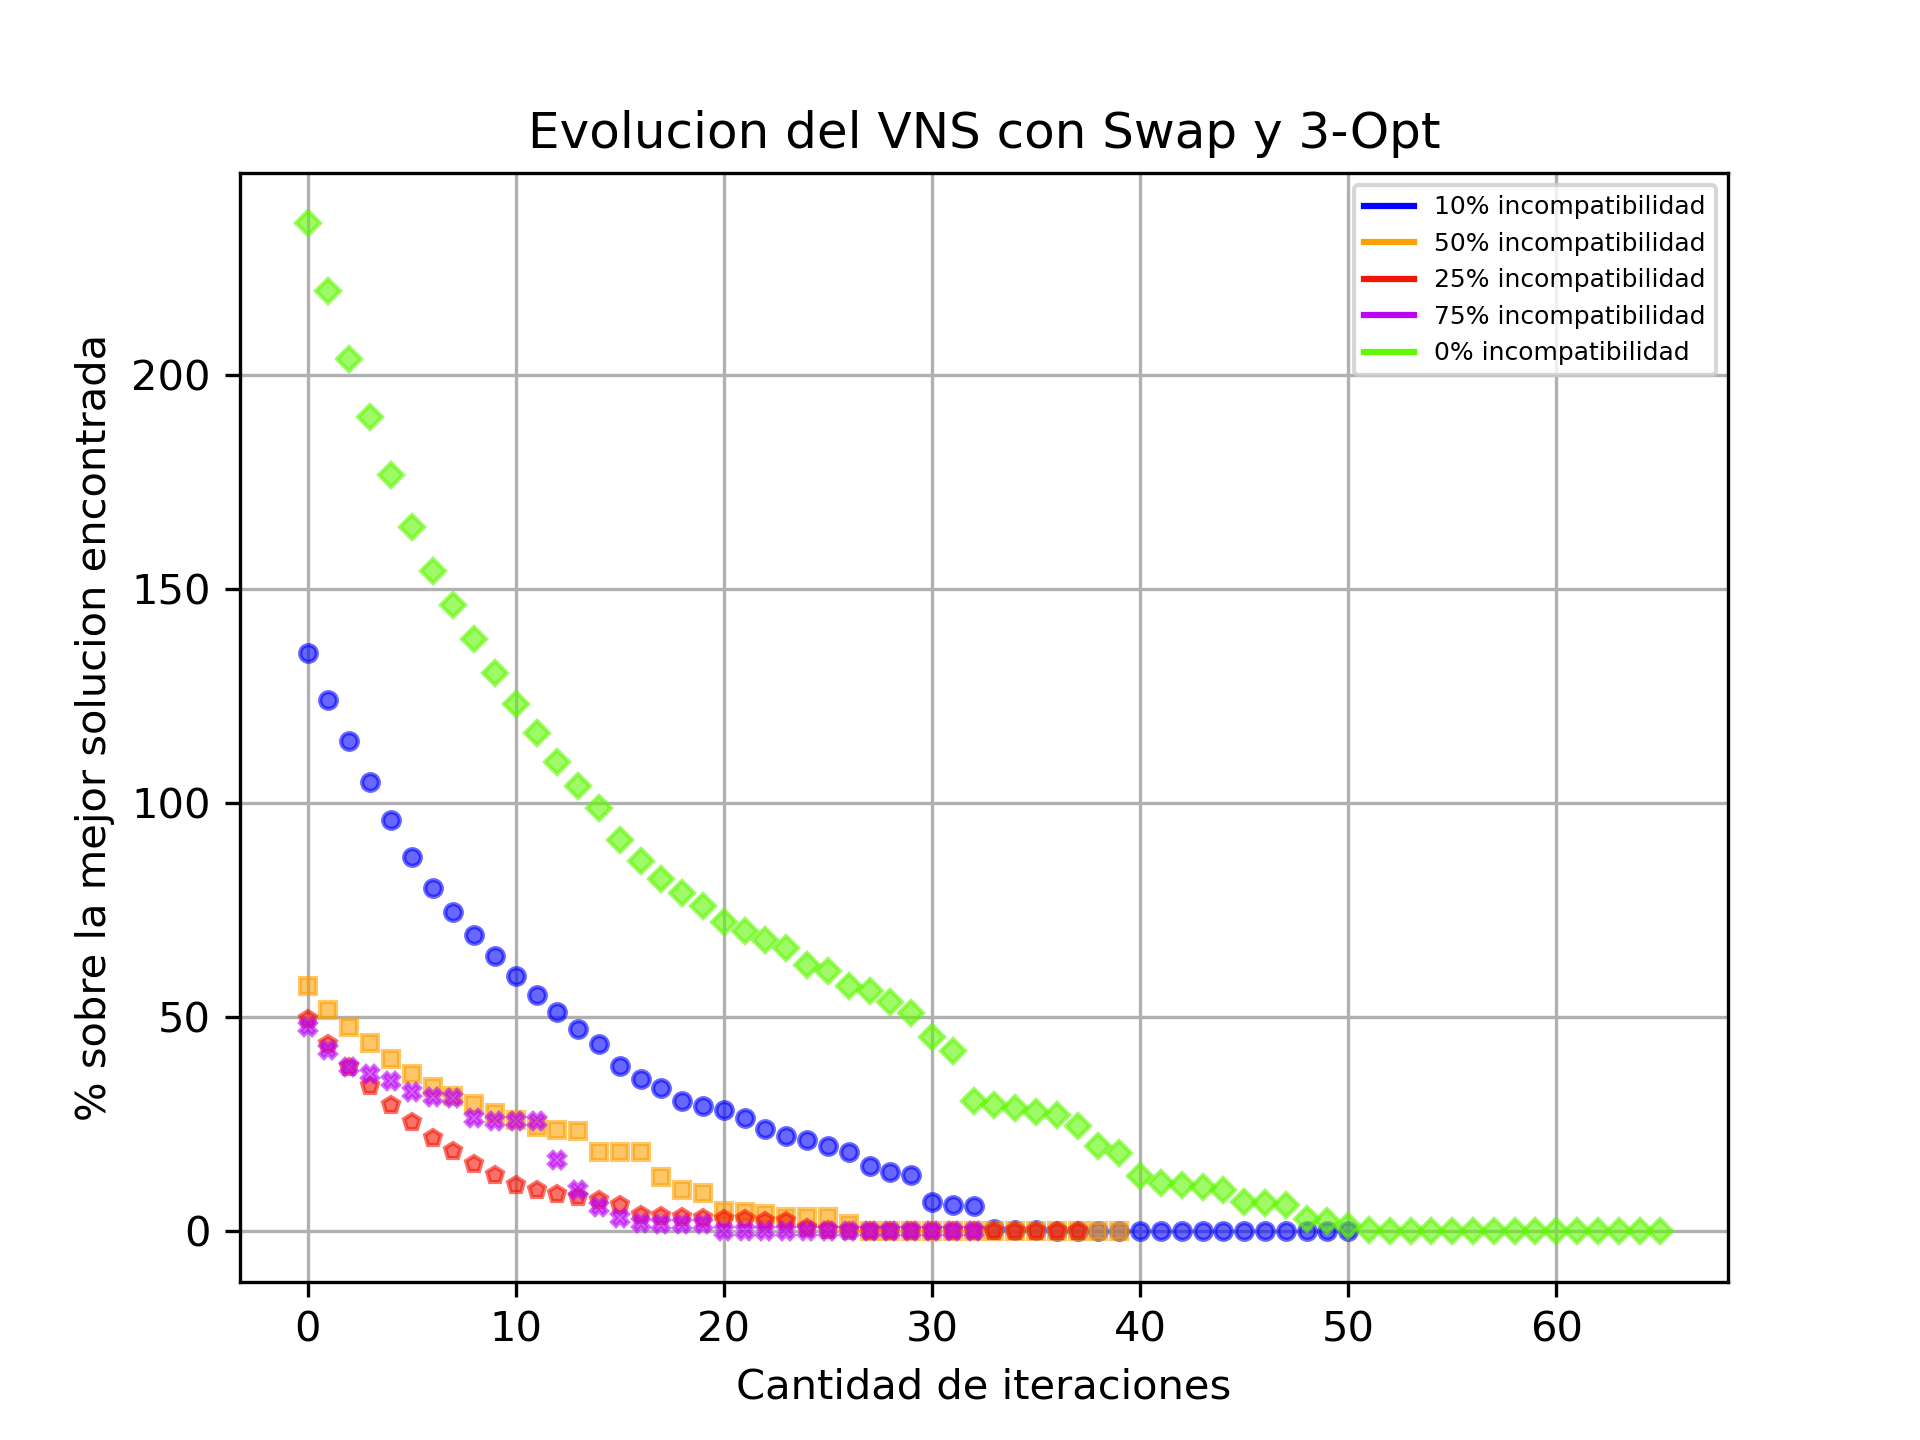 Evolucion del VNS con Swap y 3-Opt
10% incompatibilidad
50% incompatibilidad
25% incompatibilidad
75% incompatibilidad
0% incompatibilidad
% sobre la mejor solucion encontrada
200
150
100
50
0
0 10 20 30 40 50 60
Cantidad de iteraciones